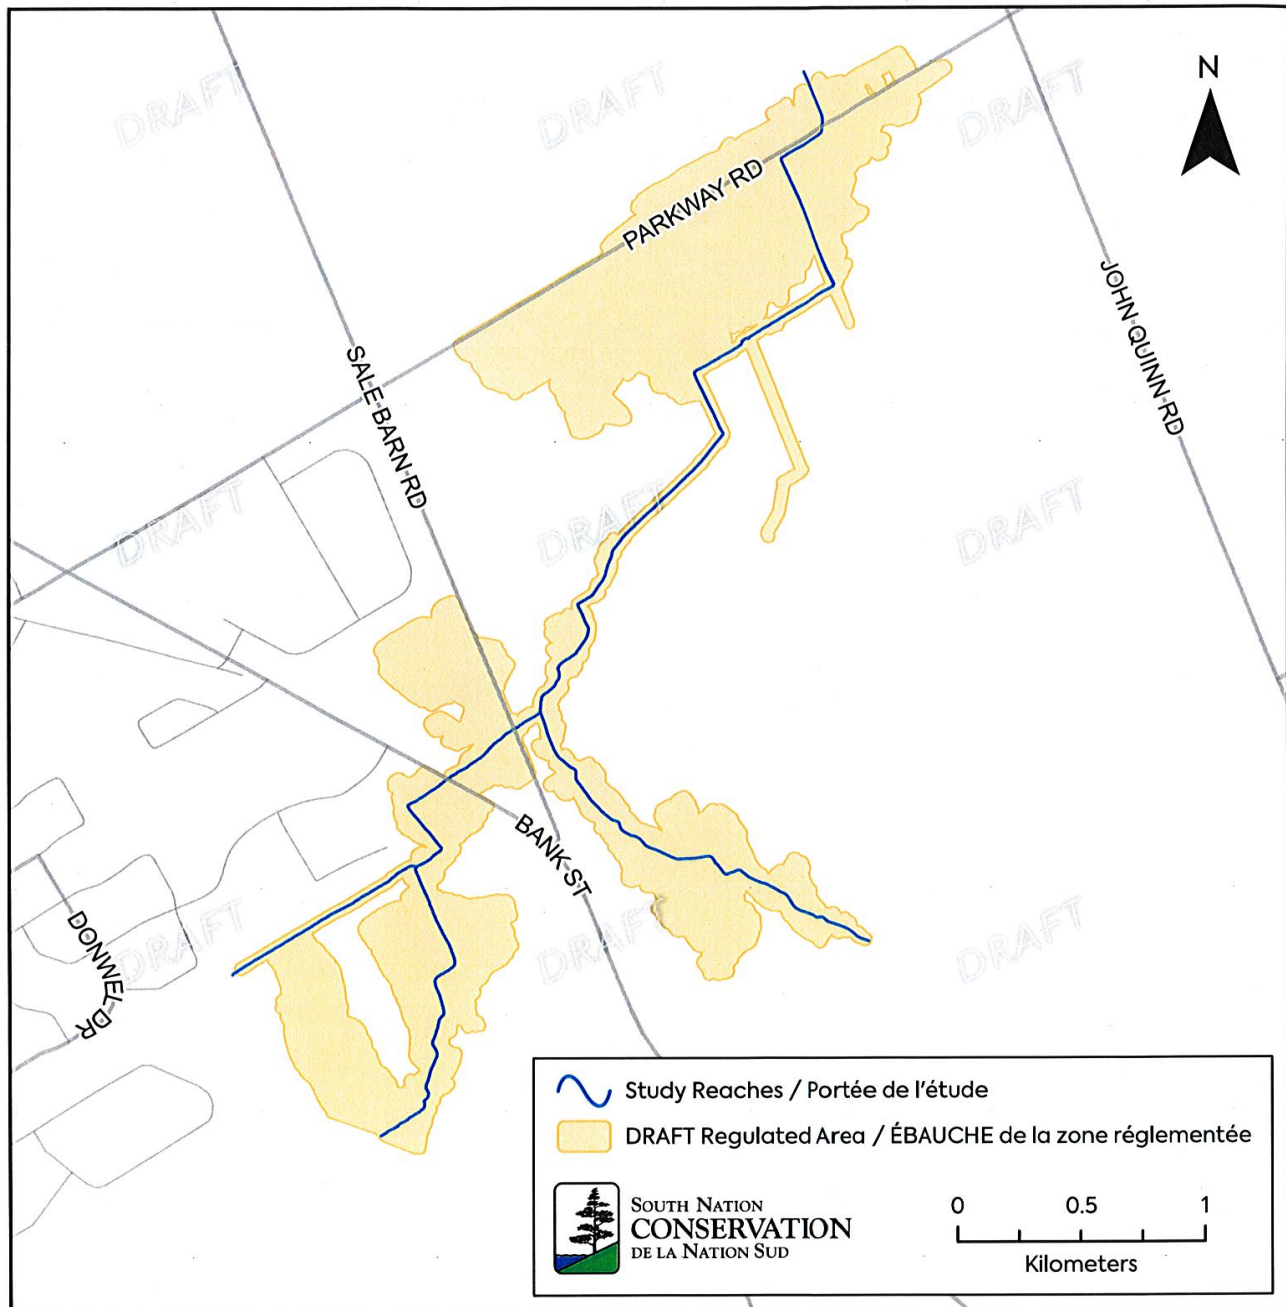 DRAFT
DRAFT
DRAFT
N
PARKWAY RD
JOHN QUINN RD
SALE BARN RD
DRAFT
DRAFT
DRAFT
BANK ST
DONWEL DR
DRAFT
DRAFT
DRAFT
Study Reaches / Portée de l'étude
DRAFT Regulated Area / ÉBAUCHE de la zone réglementée
SOUTH NATION
CONSERVATION
DE LA NATION SUD
0 0.5 1
Kilometers